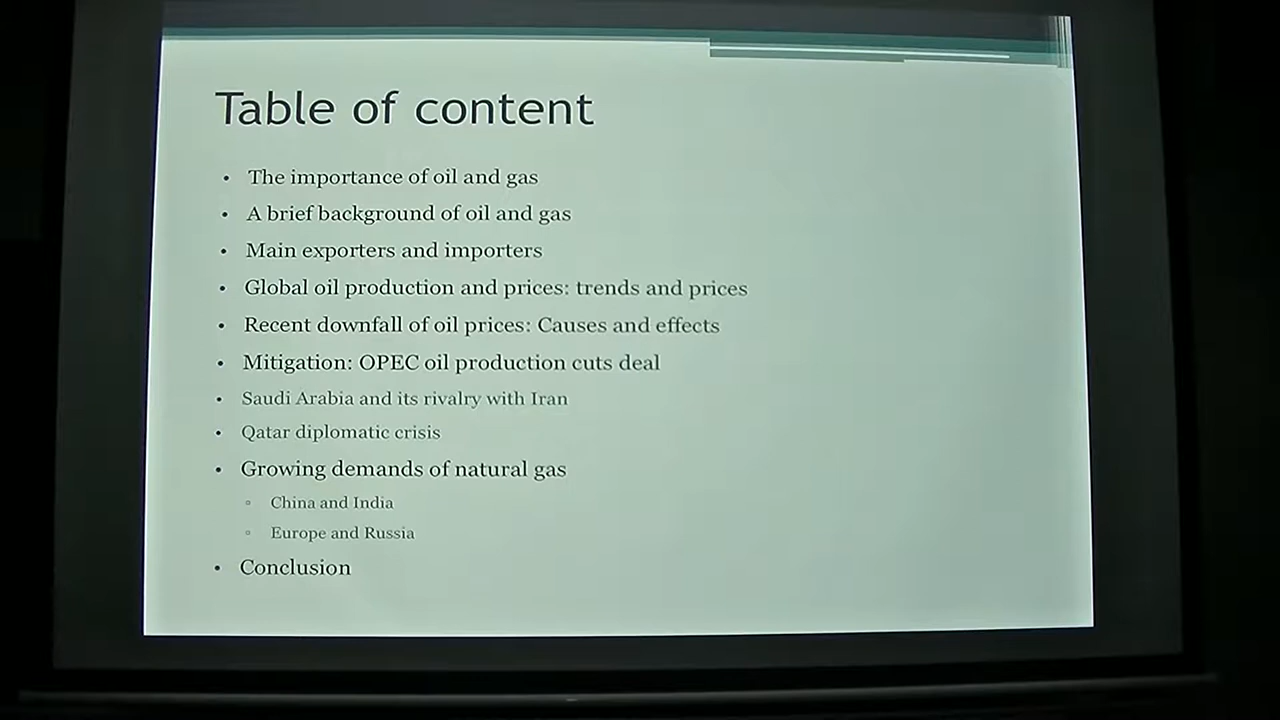 Table of content
• The importance of oil and gas
• A brief background of oil and gas
• Main exporters and importers
• Global oil production and prices: trends and prices
• Recent downfall of oil prices: Causes and effects
• Mitigation: OPEC oil production cuts deal
• Saudi Arabia and its rivalry with Iran
• Qatar diplomatic crisis
• Growing demands of natural gas
▫ China and India
▫ Europe and Russia
• Conclusion